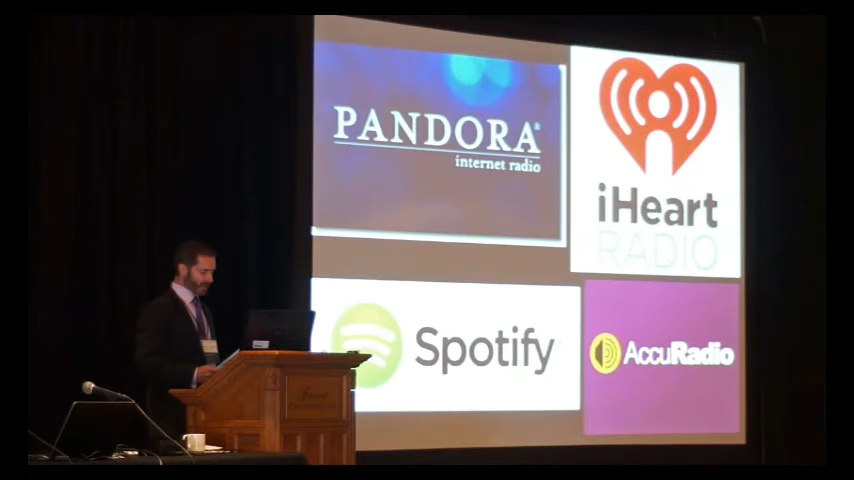 PANDORA®
internet radio
iHeart
RADIO
Spotify
AccuRadio